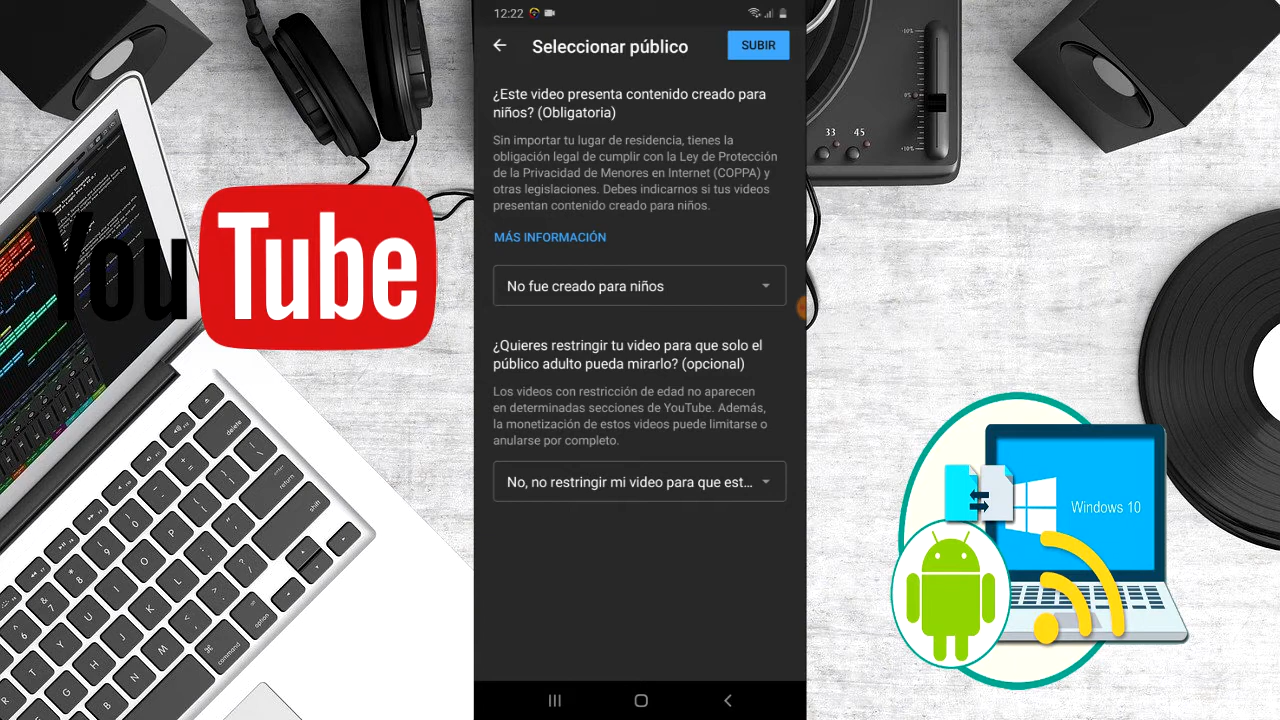 12:22
Seleccionar público
SUBIR
¿Este video presenta contenido creado para
niños? (Obligatoria)
Sin importar tu lugar de residencia, tienes la
obligación legal de cumplir con la Ley de Protección
de la Privacidad de Menores en Internet (COPPA) y
otras legislaciones. Debes indicarnos si tus videos
presentan contenido creado para niños.
MÁS INFORMACIÓN
No fue creado para niños
¿Quieres restringir tu video para que solo el
público adulto pueda mirarlo? (opcional)
Los videos con restricción de edad no aparecen
en determinadas secciones de YouTube. Además,
la monetización de estos videos puede limitarse o
anularse por completo.
No, no restringir mi video para que est...
YouTube
33 45
Windows 10
delete
return
shift
option
command